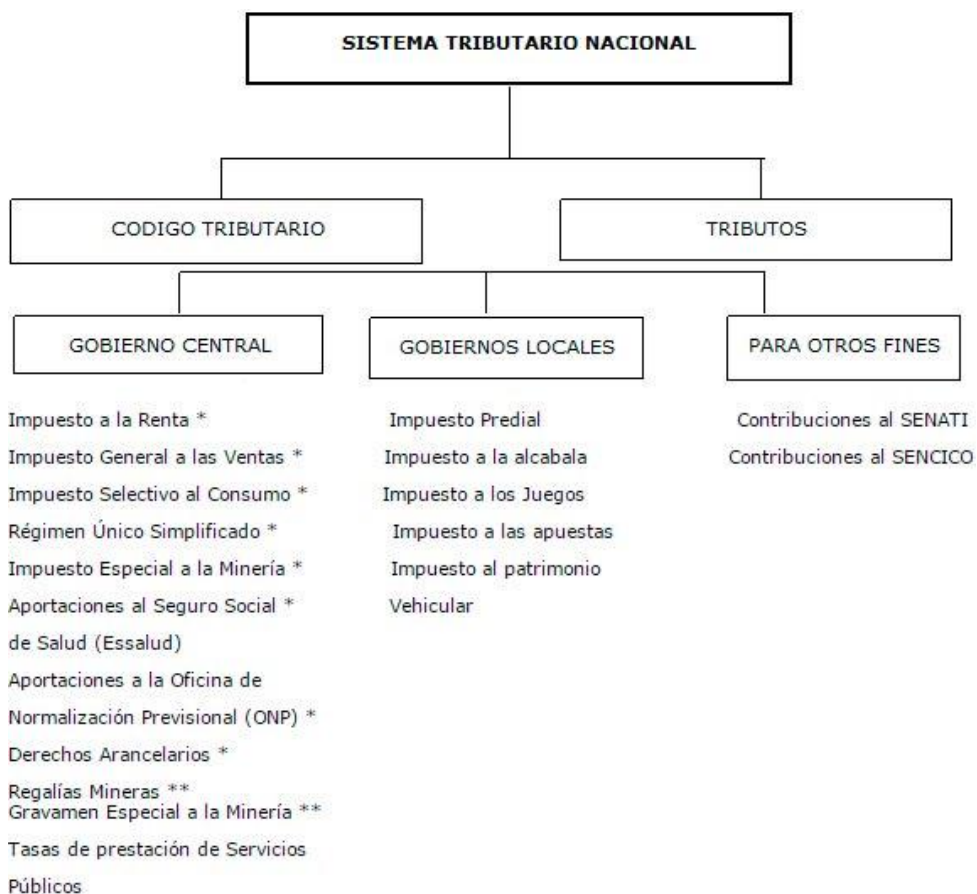 SISTEMA TRIBUTARIO NACIONAL
CODIGO TRIBUTARIO
TRIBUTOS
GOBIERNO CENTRAL
GOBIERNOS LOCALES
PARA OTROS FINES
Impuesto a la Renta *
Impuesto General a las Ventas *
Impuesto Selectivo al Consumo *
Régimen Único Simplificado *
Impuesto Especial a la Minería *
Aportaciones al Seguro Social *
de Salud (Essalud)
Aportaciones a la Oficina de
Normalización Previsional (ONP) *
Derechos Arancelarios *
Regalías Mineras **
Gravamen Especial a la Minería **
Tasas de prestación de Servicios
Públicos
Impuesto Predial
Impuesto a la alcabala
Impuesto a los Juegos
Impuesto a las apuestas
Impuesto al patrimonio
Vehicular
Contribuciones al SENATI
Contribuciones al SENCICO